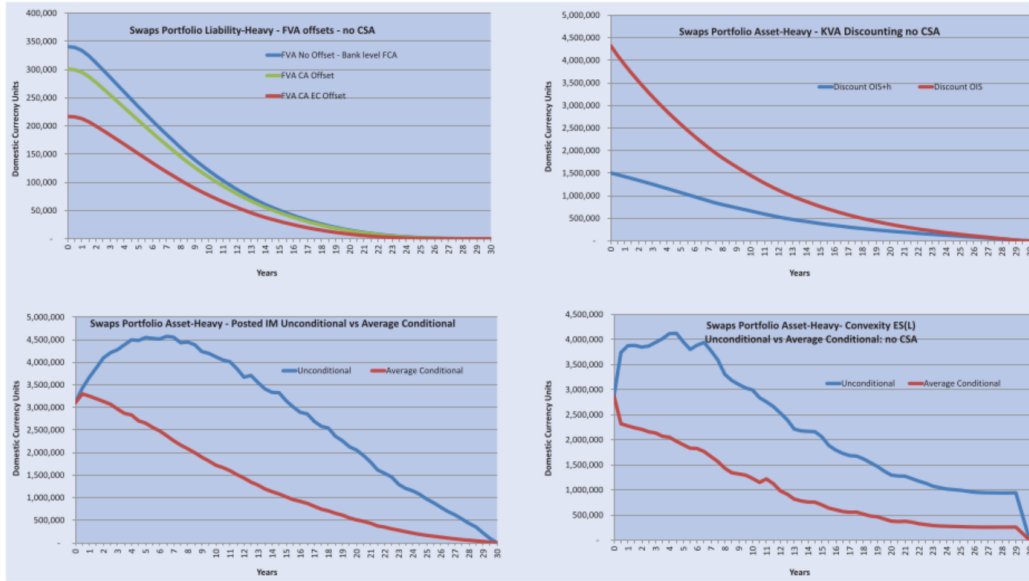 Swaps Portfolio Liability-Heavy - FVA offsets - no CSA
FVA No Offset - Bank level FCA
FVA CA Offset
FVA CA EC Offset
Domestic Currecny Units
400,000
350,000
300,000
250,000
200,000
150,000
100,000
50,000
-
0 1 2 3 4 5 6 7 8 9 10 11 12 13 14 15 16 17 18 19 20 21 22 23 24 25 26 27 28 29 30
Years
Swaps Portfolio Asset-Heavy - KVA Discounting no CSA
Discount OIS+h Discount OIS
Domstic Currency Units
5,000,000
4,500,000
4,000,000
3,500,000
3,000,000
2,500,000
2,000,000
1,500,000
1,000,000
500,000
-
0 1 2 3 4 5 6 7 8 9 10 11 12 13 14 15 16 17 18 19 20 21 22 23 24 25 26 27 28 29 30
Years
Swaps Portfolio Asset-Heavy - Posted IM Unconditional vs Average Conditional
Unconditional Average Conditional
Domestic Currency Units
5,000,000
4,500,000
4,000,000
3,500,000
3,000,000
2,500,000
2,000,000
1,500,000
1,000,000
500,000
-
0 1 2 3 4 5 6 7 8 9 10 11 12 13 14 15 16 17 18 19 20 21 22 23 24 25 26 27 28 29 30
Years
Swaps Portfolio Asset-Heavy- Convexity ES(L)
Unconditional vs Average Conditional: no CSA
Unconditional Average Conditional
Domestic Currency Units
4,500,000
4,000,000
3,500,000
3,000,000
2,500,000
2,000,000
1,500,000
1,000,000
500,000
-
0 1 2 3 4 5 6 7 8 9 10 11 12 13 14 15 16 17 18 19 20 21 22 23 24 25 26 27 28 29 30
Years